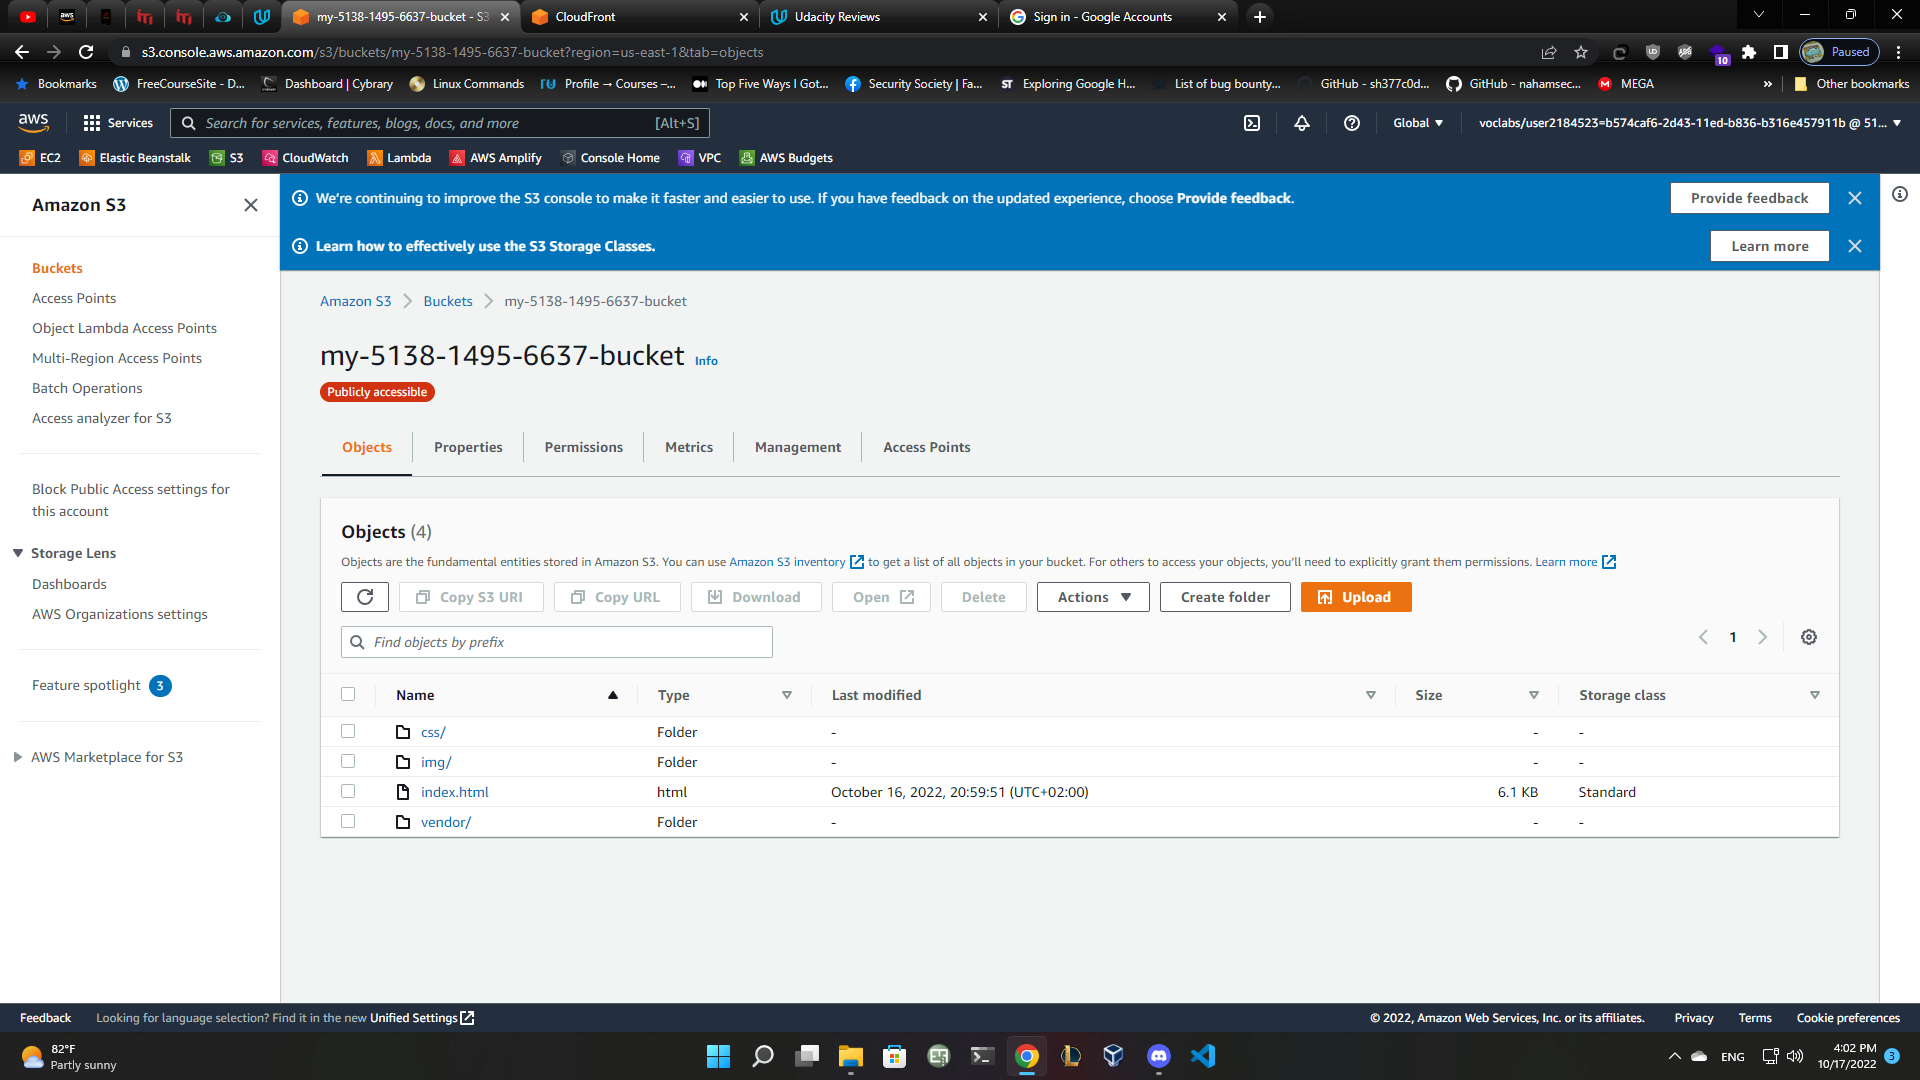 my-5138-1495-6637-bucket - S3
CloudFront
Udacity Reviews
Sign in - Google Accounts
s3.console.aws.amazon.com/s3/buckets/my-5138-1495-6637-bucket?region=us-east-1&tab=objects
10
Paused
Bookmarks
FreeCourseSite - D...
Dashboard | Cybrary
Linux Commands
Profile → Courses –...
Top Five Ways I Got...
Security Society | Fa...
Exploring Google H...
List of bug bounty...
GitHub - sh377c0d...
GitHub - nahamsec...
MEGA
Other bookmarks
aws
Services
Search for services, features, blogs, docs, and more
[Alt+S]
Global
voclabs/user2184523=b574caf6-2d43-11ed-b836-b316e457911b @ 51...
EC2
Elastic Beanstalk
S3
CloudWatch
Lambda
AWS Amplify
Console Home
VPC
AWS Budgets
Amazon S3
We're continuing to improve the S3 console to make it faster and easier to use. If you have feedback on the updated experience, choose Provide feedback.
Provide feedback
Learn how to effectively use the S3 Storage Classes.
Learn more
Buckets
Access Points
Object Lambda Access Points
Multi-Region Access Points
Batch Operations
Access analyzer for S3
Block Public Access settings for
this account
Storage Lens
Dashboards
AWS Organizations settings
Feature spotlight 3
AWS Marketplace for S3
Amazon S3
Buckets
my-5138-1495-6637-bucket
my-5138-1495-6637-bucket Info
Publicly accessible
Objects
Properties
Permissions
Metrics
Management
Access Points
Objects (4)
Objects are the fundamental entities stored in Amazon S3. You can use Amazon S3 inventory to get a list of all objects in your bucket. For others to access your objects, you'll need to explicitly grant them permissions. Learn more
Copy S3 URI
Copy URL
Download
Open
Delete
Actions
Create folder
Upload
Find objects by prefix
1
Name Type Last modified Size Storage class
css/ Folder - - -
img/ Folder - - -
index.html html October 16, 2022, 20:59:51 (UTC+02:00) 6.1 KB Standard
vendor/ Folder - - -
Feedback
Looking for language selection? Find it in the new Unified Settings
© 2022, Amazon Web Services, Inc. or its affiliates.
Privacy
Terms
Cookie preferences
82°F
Partly sunny
ENG
4:02 PM
10/17/2022
3